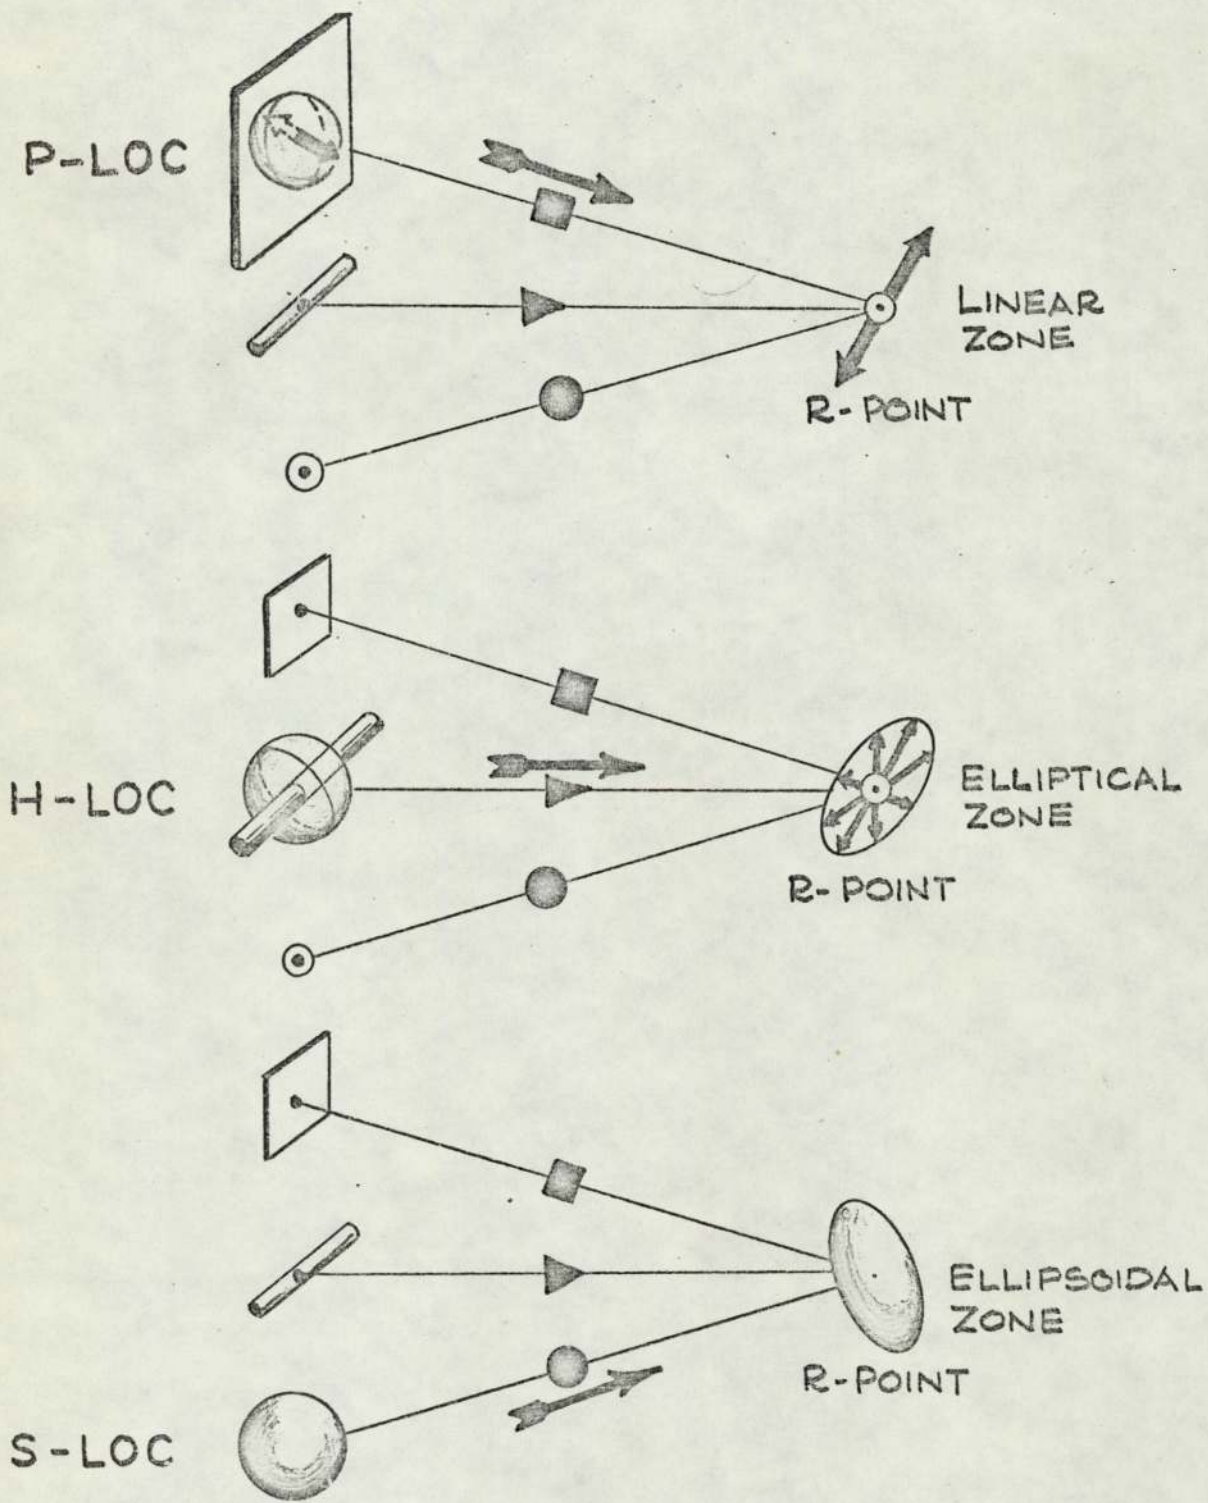 P-LOC
LINEAR
ZONE
R-POINT
H-LOC
ELLIPTICAL
ZONE
R-POINT
ELLIPSOIDAL
ZONE
R-POINT
S-LOC